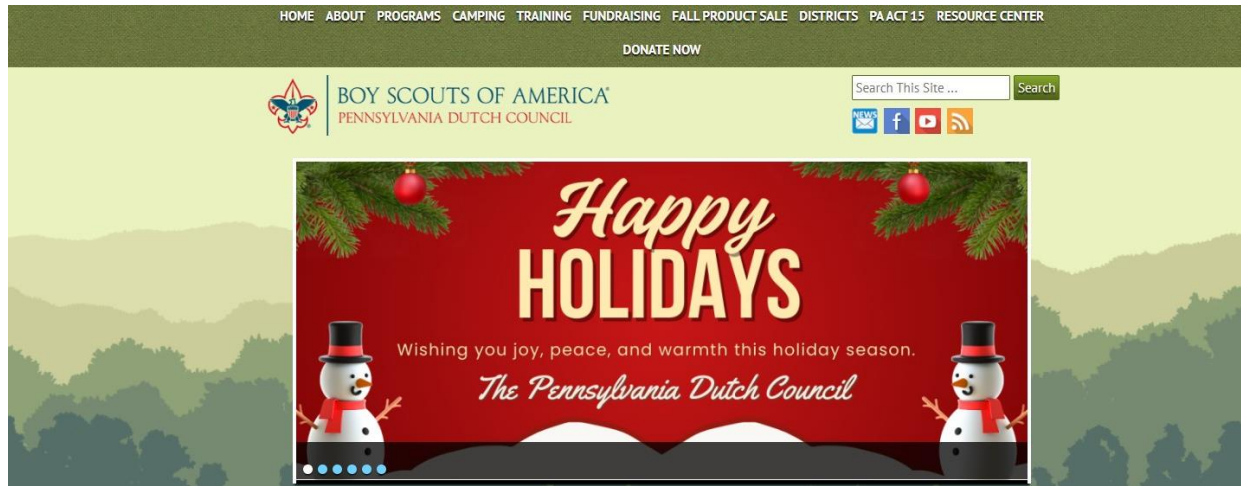 HOME ABOUT PROGRAMS CAMPING TRAINING FUNDRAISING FALL PRODUCT SALE DISTRICTS PA ACT 15 RESOURCE CENTER
DONATE NOW
BOY SCOUTS OF AMERICA®
PENNSYLVANIA DUTCH COUNCIL
Search This Site ... Search
NEWS f
Happy
HOLIDAYS
Wishing you joy, peace, and warmth this holiday season.
The Pennsylvania Dutch Council